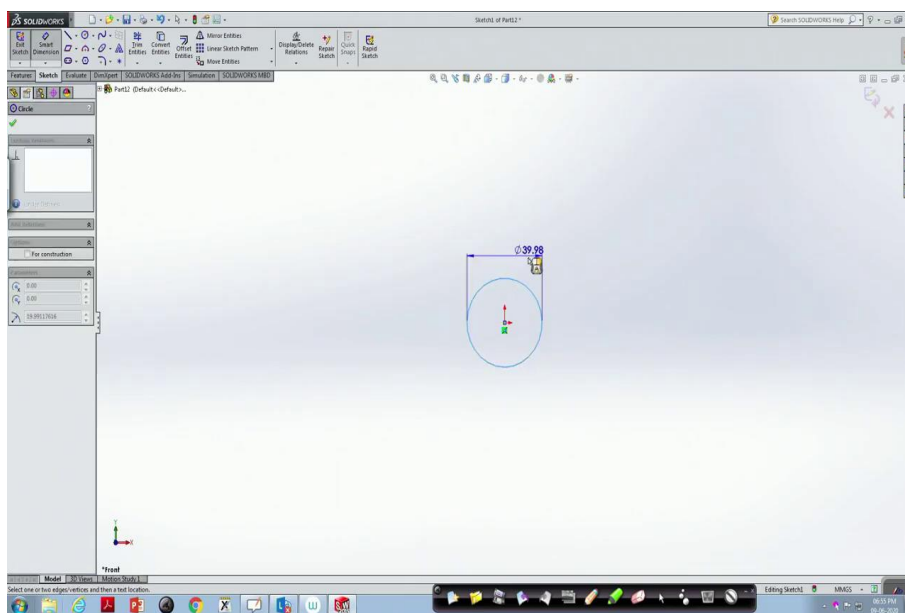 SOLIDWORKS
Sketch1 of Part12 *
Search SOLIDWORKS Help
Exit Sketch
Smart Dimension
Trim Entities
Convert Entities
Offset Entities
Mirror Entities
Linear Sketch Pattern
Move Entities
Display/Delete Relations
Repair Sketch
Quick Snaps
Rapid Sketch
Features Sketch Evaluate DimXpert SOLIDWORKS Add-Ins Simulation SOLIDWORKS MBD
Part12 (Default<<Default>...
Circle
?
For construction
0.00
0.00
Ø39.98
Y
X
*Front
Model 3D Views Motion Study 1
Select one or two edges/vertices and then a text location.
Editing Sketch1
MMGS
06:55 PM